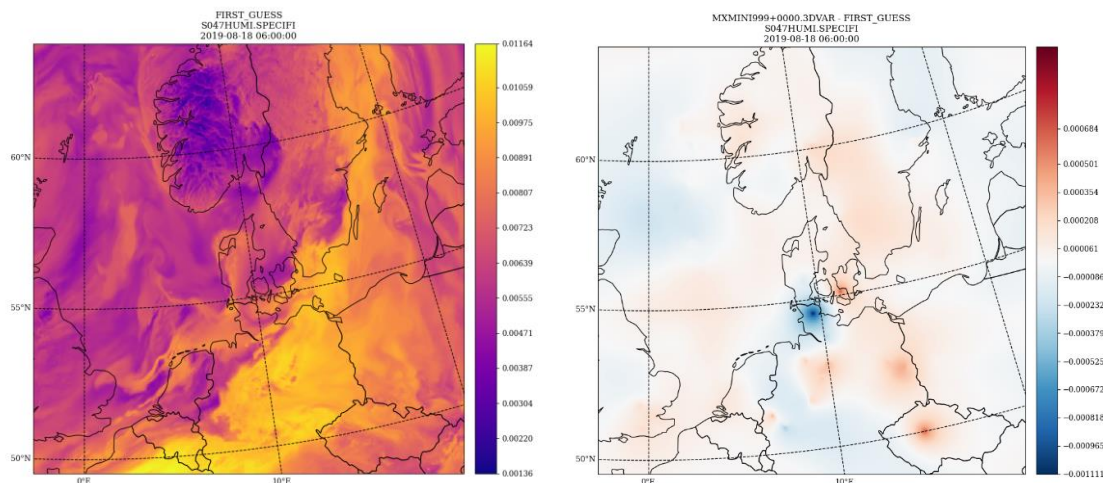 FIRST_GUESS
S047HUMI.SPECIFI
2019-08-18 06:00:00
60°N
55°N
50°N
0°E
10°E
0.01164
0.01059
0.00975
0.00891
0.00807
0.00723
0.00639
0.00555
0.00471
0.00387
0.00304
0.00220
0.00136
MXMINI999+0000.3DVAR - FIRST_GUESS
S047HUMI.SPECIFI
2019-08-18 06:00:00
60°N
55°N
50°N
0°E
10°E
0.000684
0.000501
0.000354
0.000208
0.000061
−0.000086
−0.000232
−0.000379
−0.000525
−0.000672
−0.000818
−0.000965
−0.001111